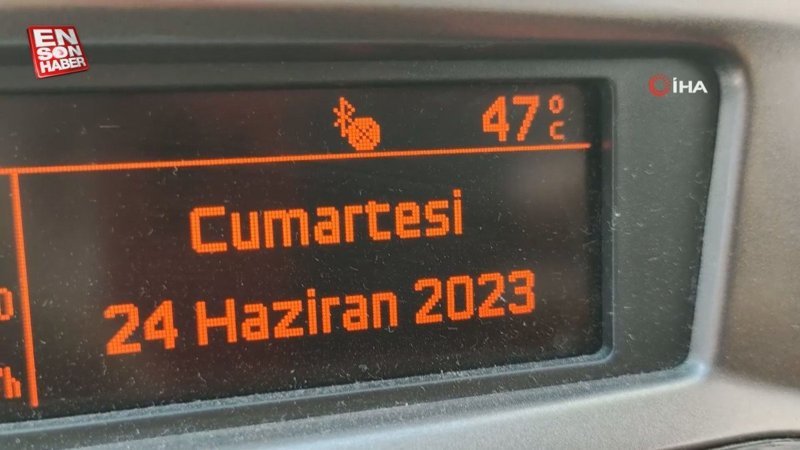 EN
SON
HABER
İHA
47°C
Cumartesi
24 Haziran 2023